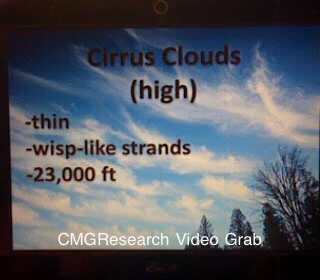 Cirrus Clouds
(high)
-thin
-wisp-like strands
-23,000 ft
CMGResearch Video Grab